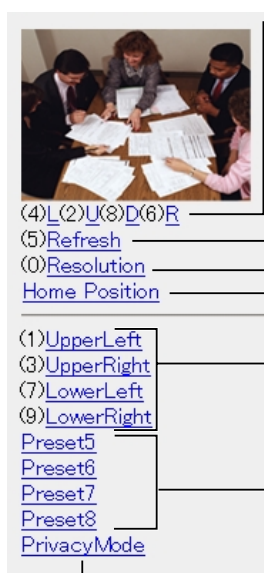 (4)L(2)U(8)D(6)R
(5)Refresh
(0)Resolution
Home Position
(1)UpperLeft
(3)UpperRight
(7)LowerLeft
(9)LowerRight
Preset5
Preset6
Preset7
Preset8
PrivacyMode